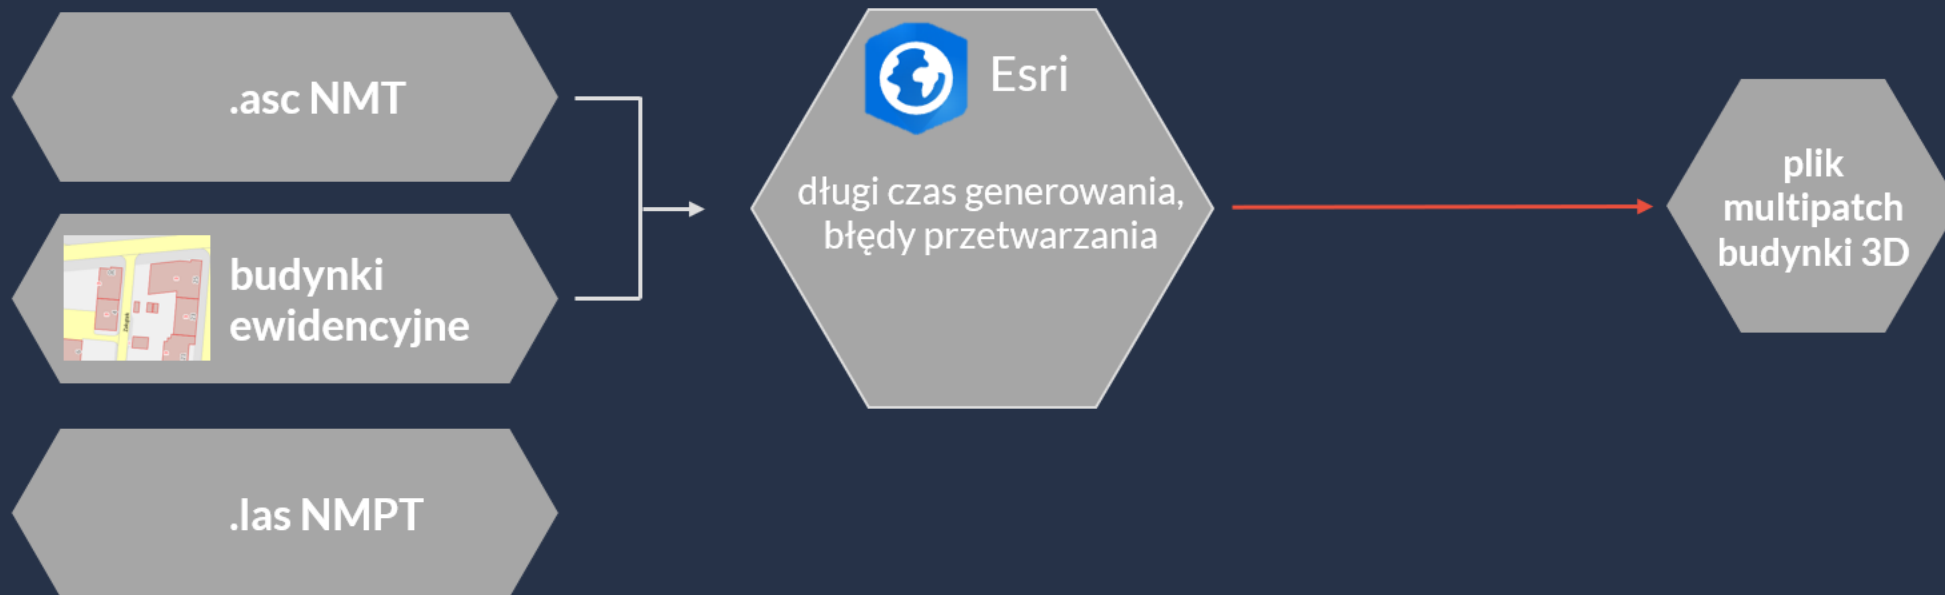 .asc NMT
budynki
ewidencyjne
.las NMPT
Esri
długi czas generowania,
błędy przetwarzania
plik
multipatch
budynki 3D